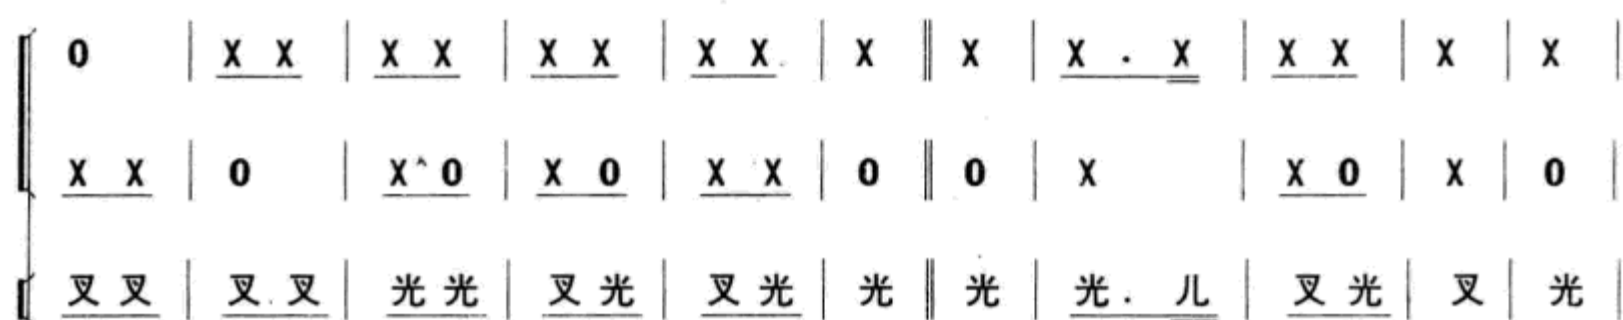 0 | X X | X X | X X | X X | X ‖ X | X . X | X X | X | X |
X X | 0 | X 0 | X 0 | X X | 0 ‖ 0 | X | X 0 | X | 0 |
叉 叉 | 叉 叉 | 光 光 | 叉 光 | 叉 光 | 光 ‖ 光 | 光 . 儿 | 叉 光 | 叉 | 光 |